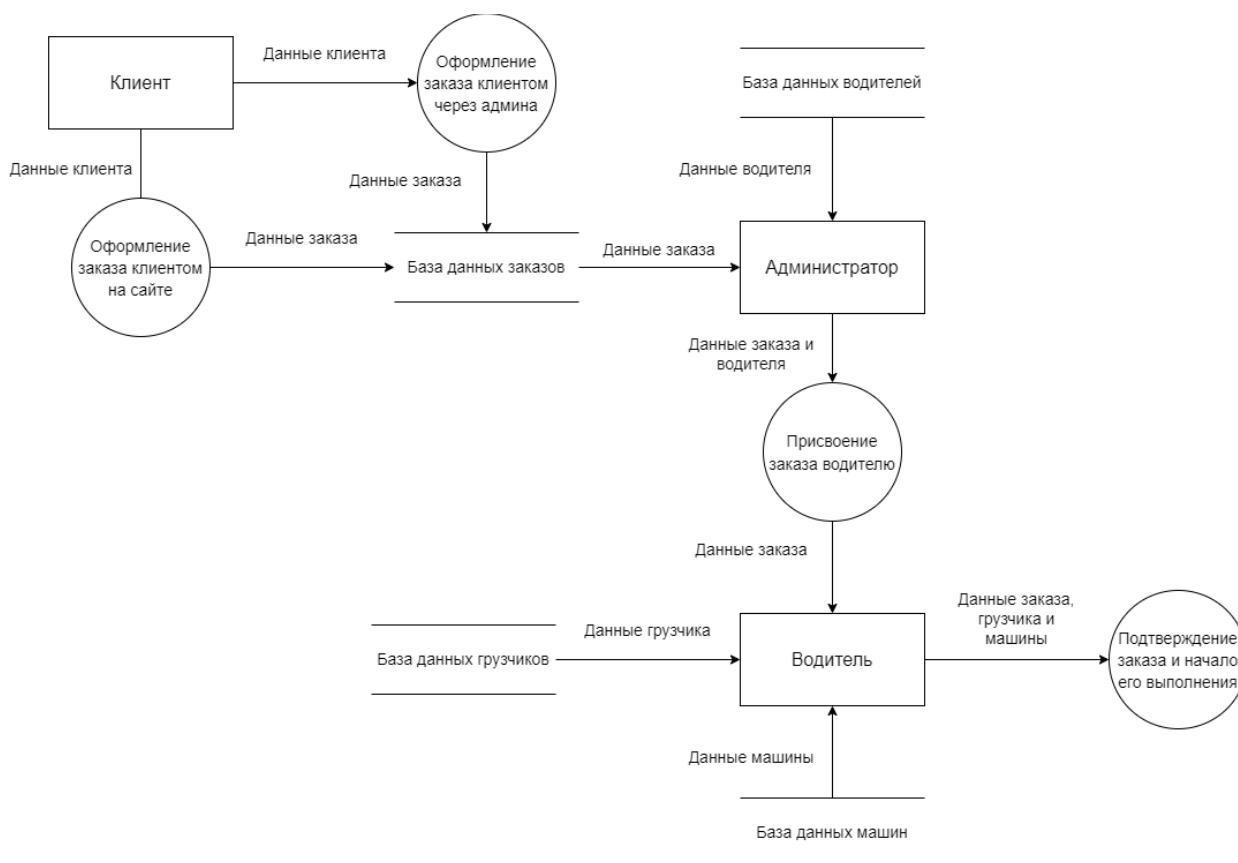 Клиент
Данные клиента
Оформление
заказа клиентом
через админа
База данных водителей
Данные клиента
Данные заказа
Данные водителя
Оформление
заказа клиентом
на сайте
Данные заказа
База данных заказов
Данные заказа
Администратор
Данные заказа и
водителя
Присвоение
заказа водителю
Данные заказа
База данных грузчиков
Данные грузчика
Водитель
Данные заказа,
грузчика и
машины
Подтверждение
заказа и начало
его выполнения
Данные машины
База данных машин